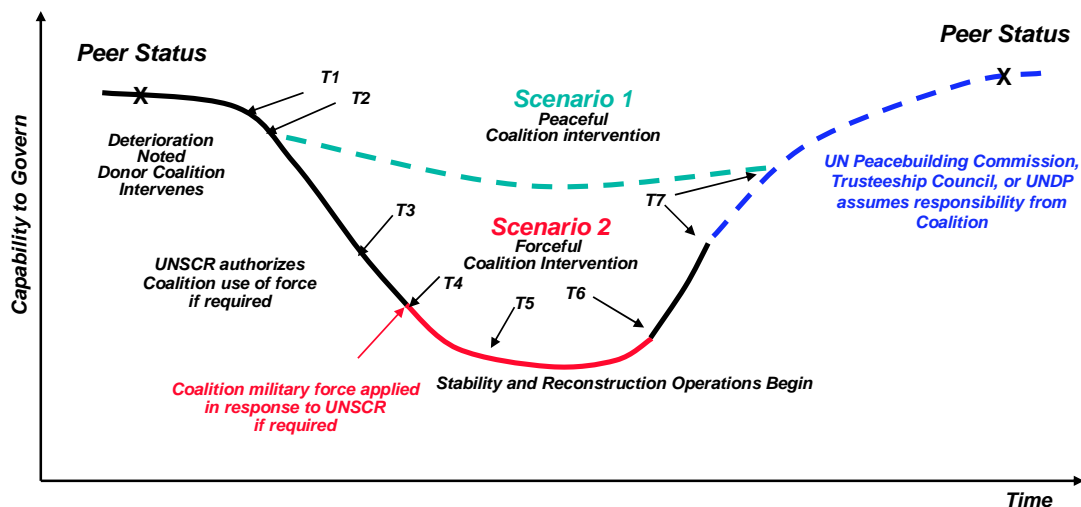 Peer Status
Peer Status
T1
T2
Scenario 1
Peaceful
Coalition intervention
Deterioration
Noted
Donor Coalition
Intervenes
UN Peacebuilding Commission,
Trusteeship Council, or UNDP
assumes responsibility from
Coalition
T7
T3
Scenario 2
Forceful
Coalition Intervention
UNSCR authorizes
Coalition use of force
if required
T4
T5
T6
Coalition military force applied
in response to UNSCR
if required
Stability and Reconstruction Operations Begin
Capability to Govern
Time
X
X